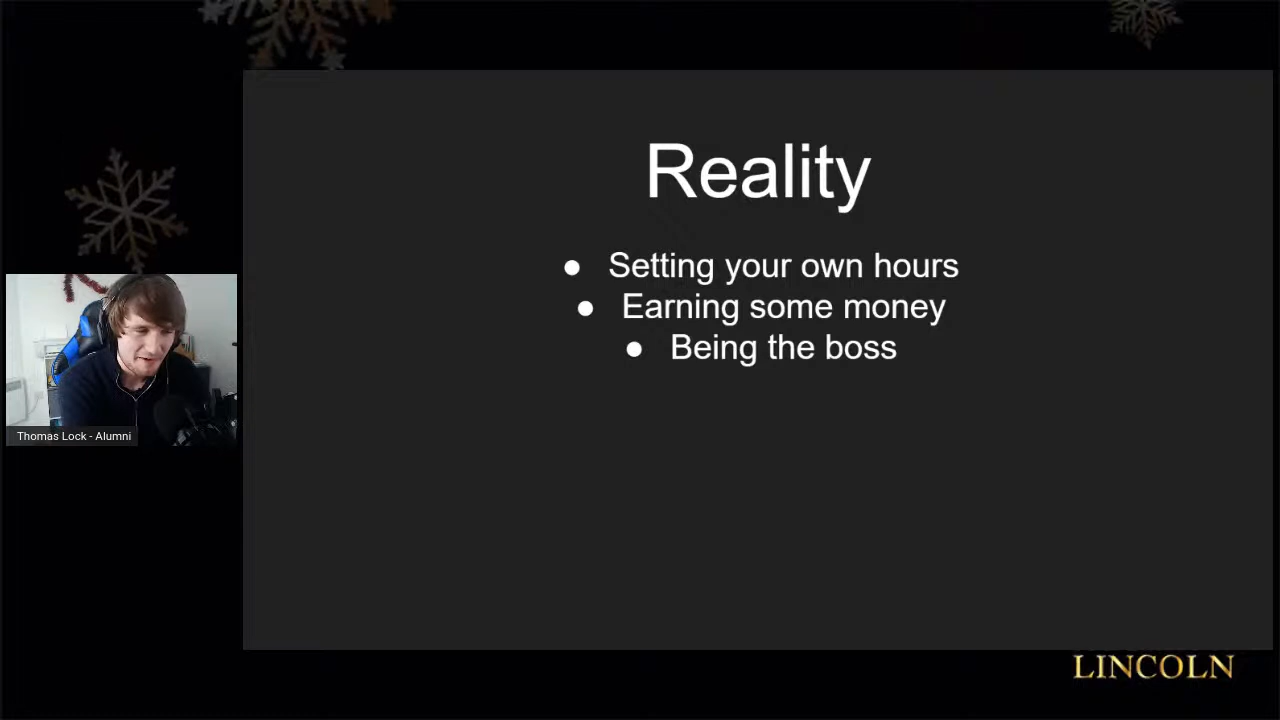 Reality
● Setting your own hours
● Earning some money
● Being the boss
Thomas Lock - Alumni
LINCOLN